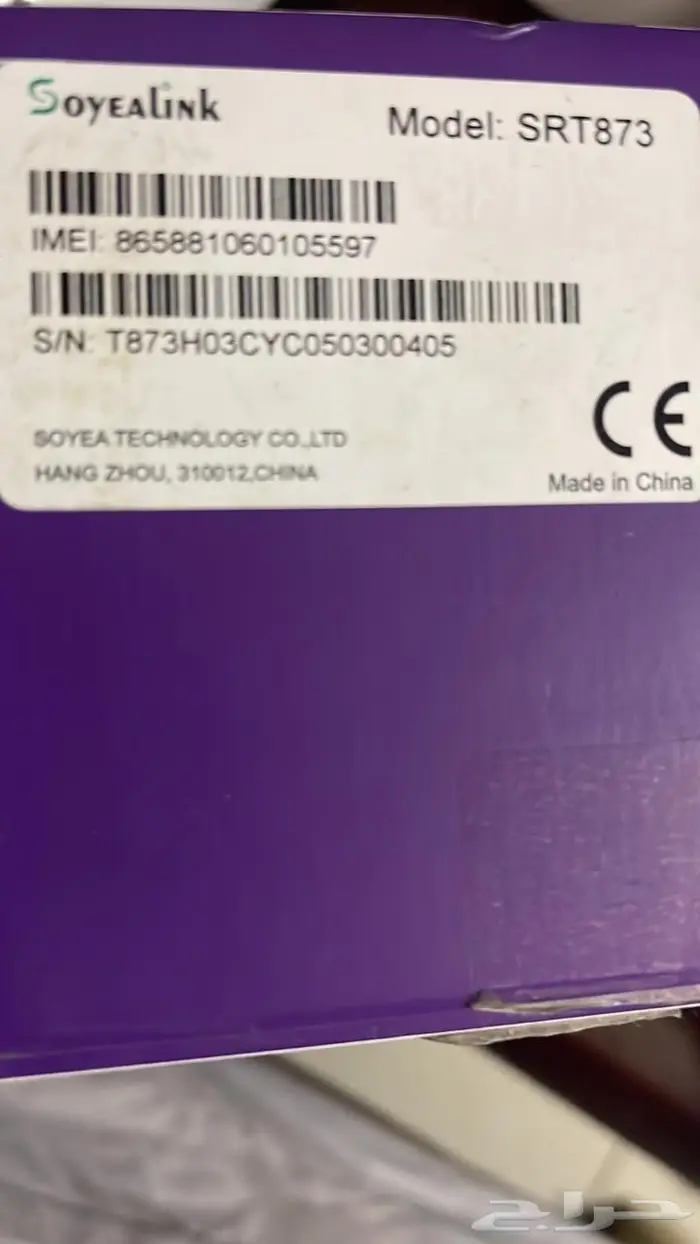 SOYEALINK
Model: SRT873
IMEI: 865881060105597
S/N: T873H03CYC050300405
SOYEA TECHNOLOGY CO.,LTD
HANG ZHOU, 310012,CHINA
CE
Made in China
حراج